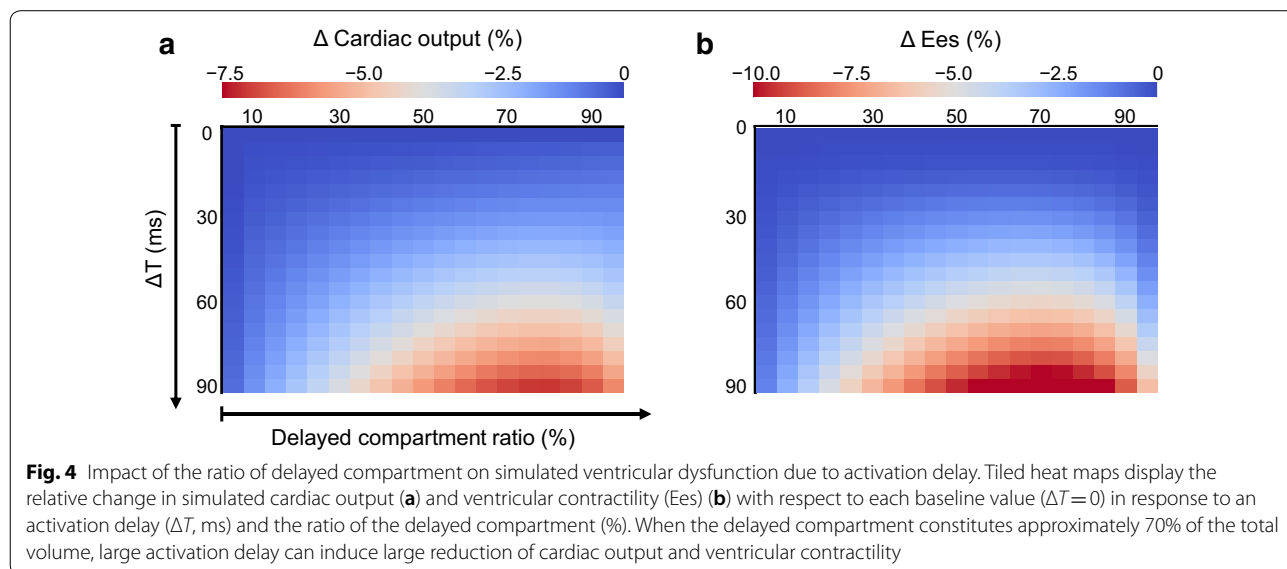 a
Δ Cardiac output (%)
−7.5 −5.0 −2.5 0
10 30 50 70 90
0
30
60
90
ΔT (ms)
Delayed compartment ratio (%)
b
Δ Ees (%)
−10.0 −7.5 −5.0 −2.5 0
10 30 50 70 90
0
30
60
90
Fig. 4 Impact of the ratio of delayed compartment on simulated ventricular dysfunction due to activation delay. Tiled heat maps display the
relative change in simulated cardiac output (a) and ventricular contractility (Ees) (b) with respect to each baseline value (ΔT=0) in response to an
activation delay (ΔT, ms) and the ratio of the delayed compartment (%). When the delayed compartment constitutes approximately 70% of the total
volume, large activation delay can induce large reduction of cardiac output and ventricular contractility